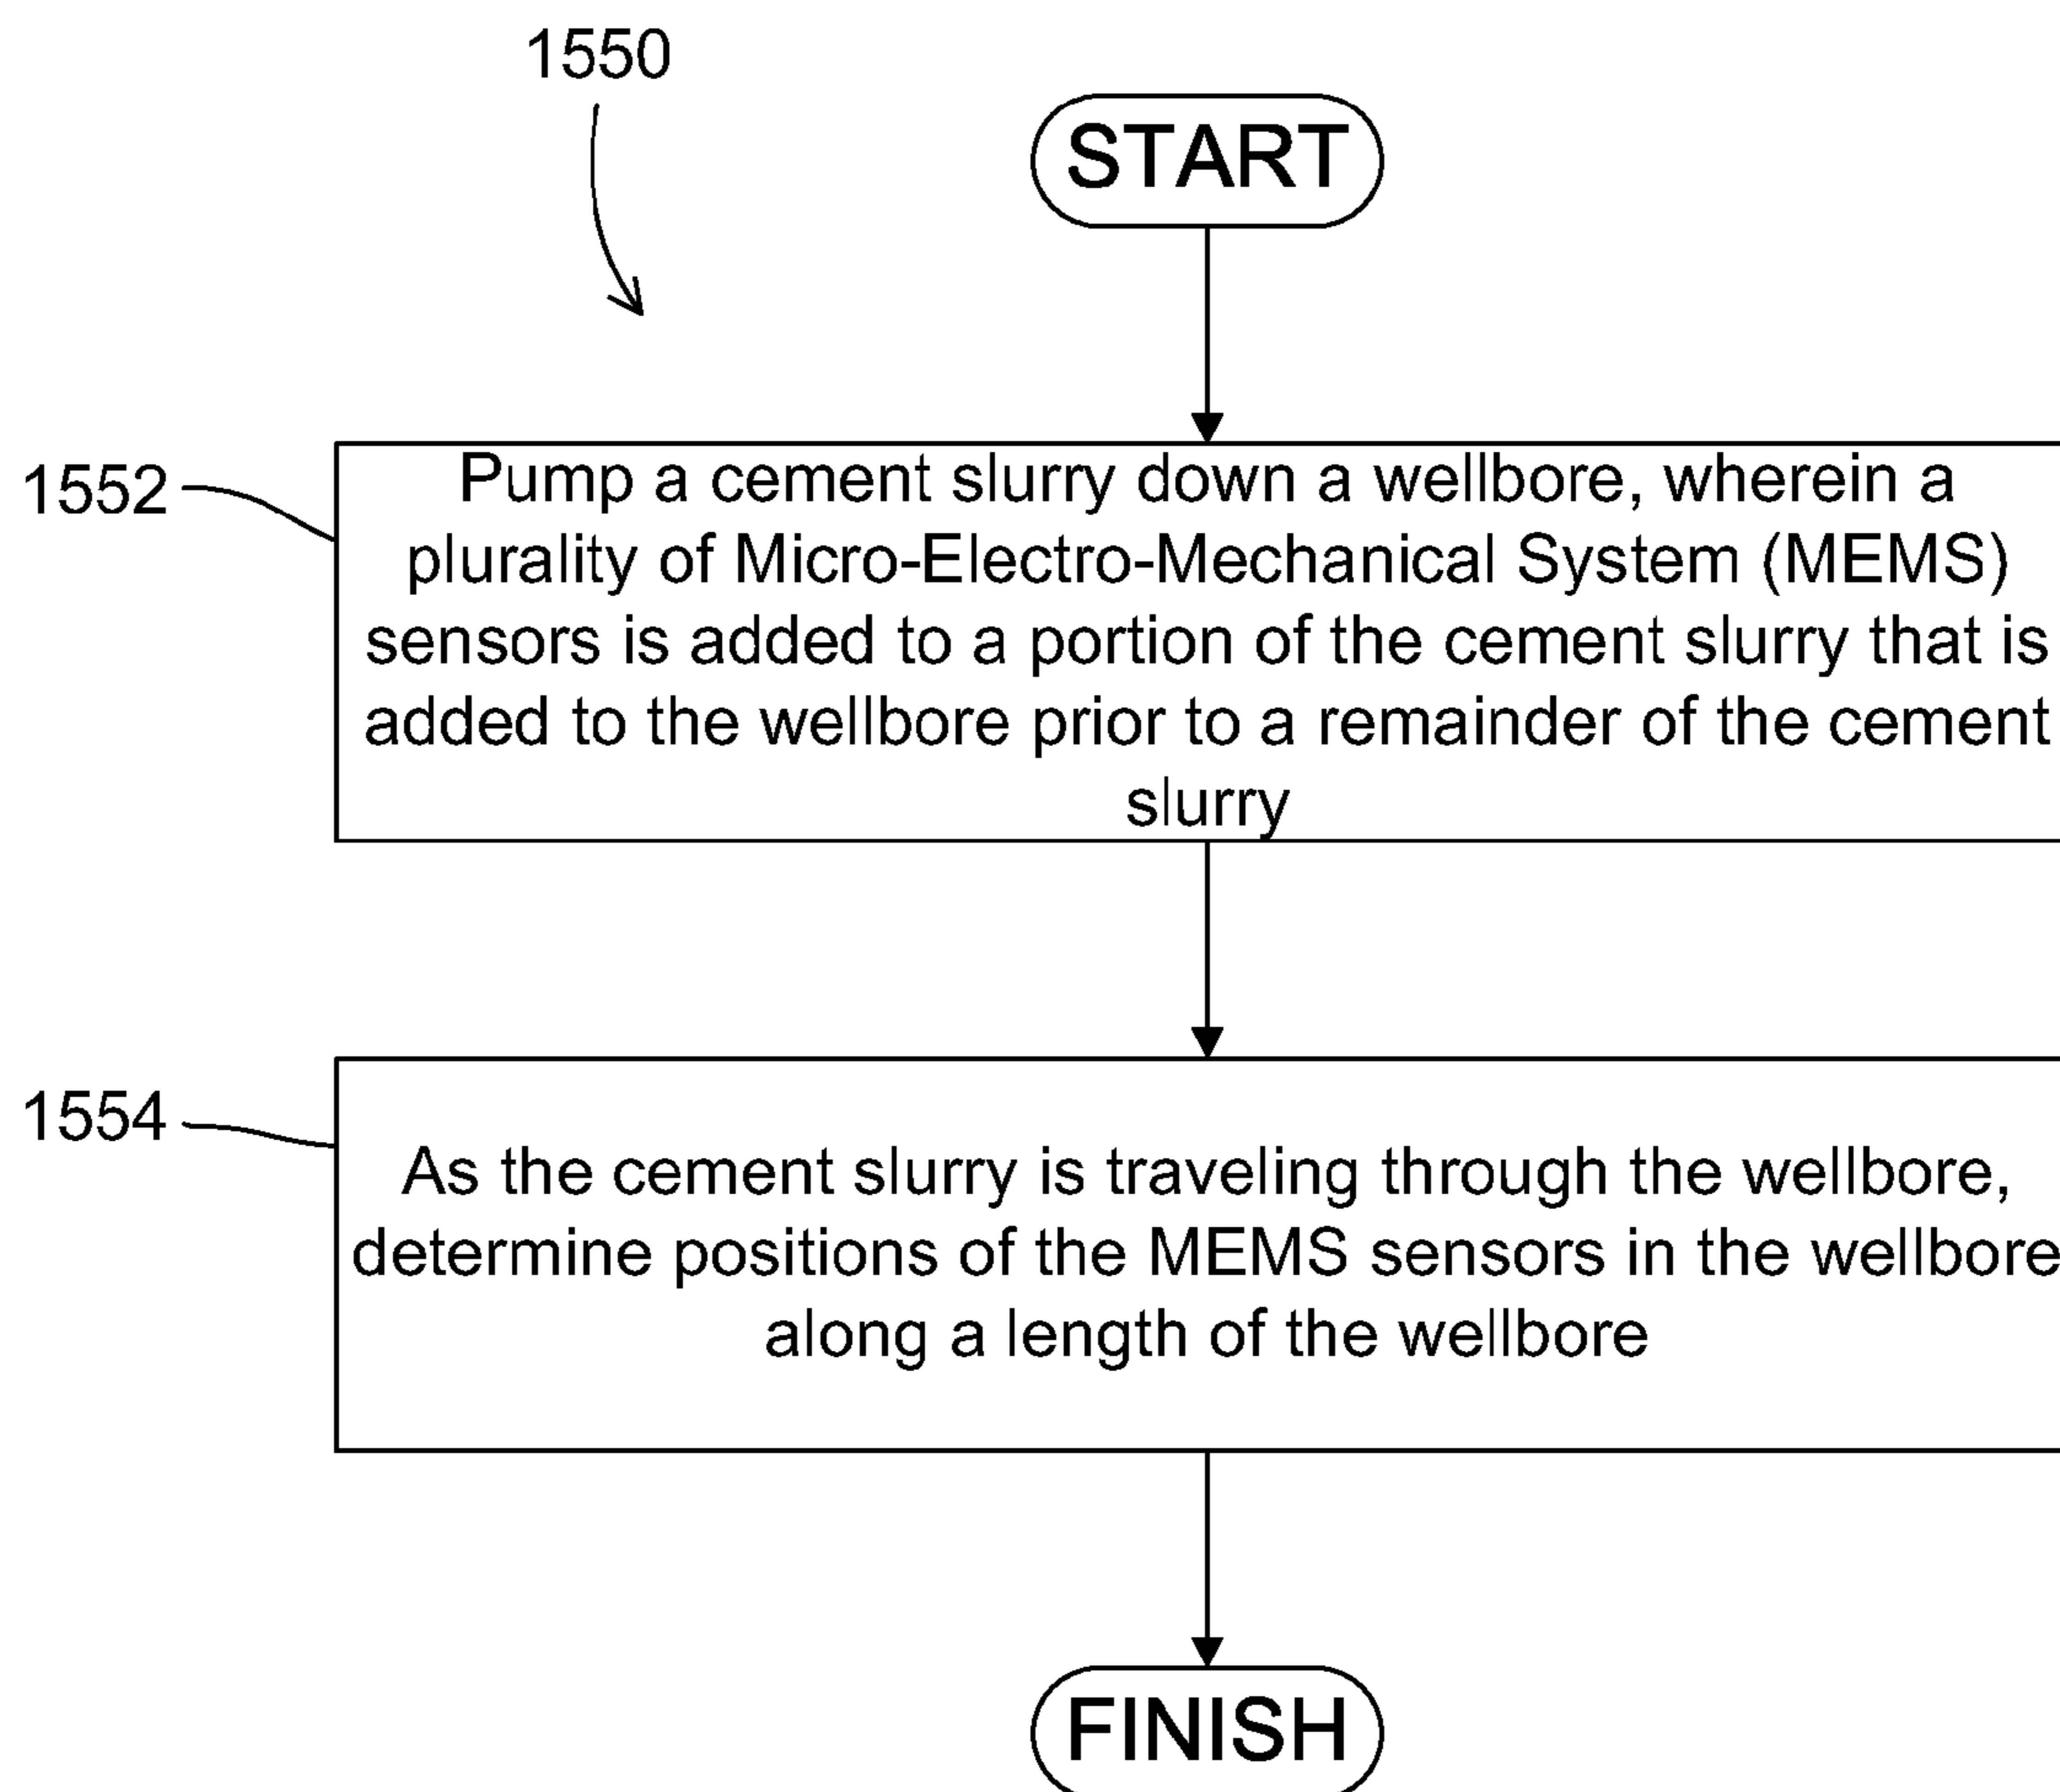 1550
START
1552
Pump a cement slurry down a wellbore, wherein a
plurality of Micro-Electro-Mechanical System (MEMS)
sensors is added to a portion of the cement slurry that is
added to the wellbore prior to a remainder of the cement
slurry
1554
As the cement slurry is traveling through the wellbore,
determine positions of the MEMS sensors in the wellbore
along a length of the wellbore
FINISH